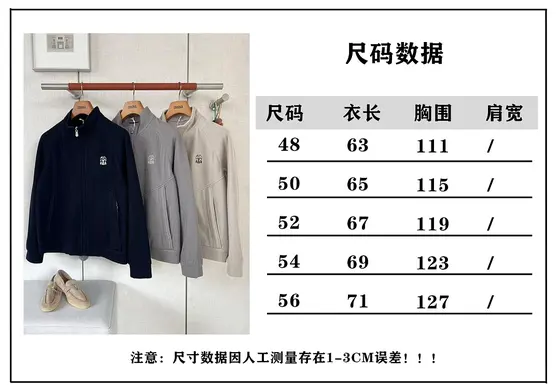 尺码数据
尺码 衣长 胸围 肩宽
48 63 111 /
50 65 115 /
52 67 119 /
54 69 123 /
56 71 127 /
注意：尺寸数据因人工测量存在1-3CM误差！！！